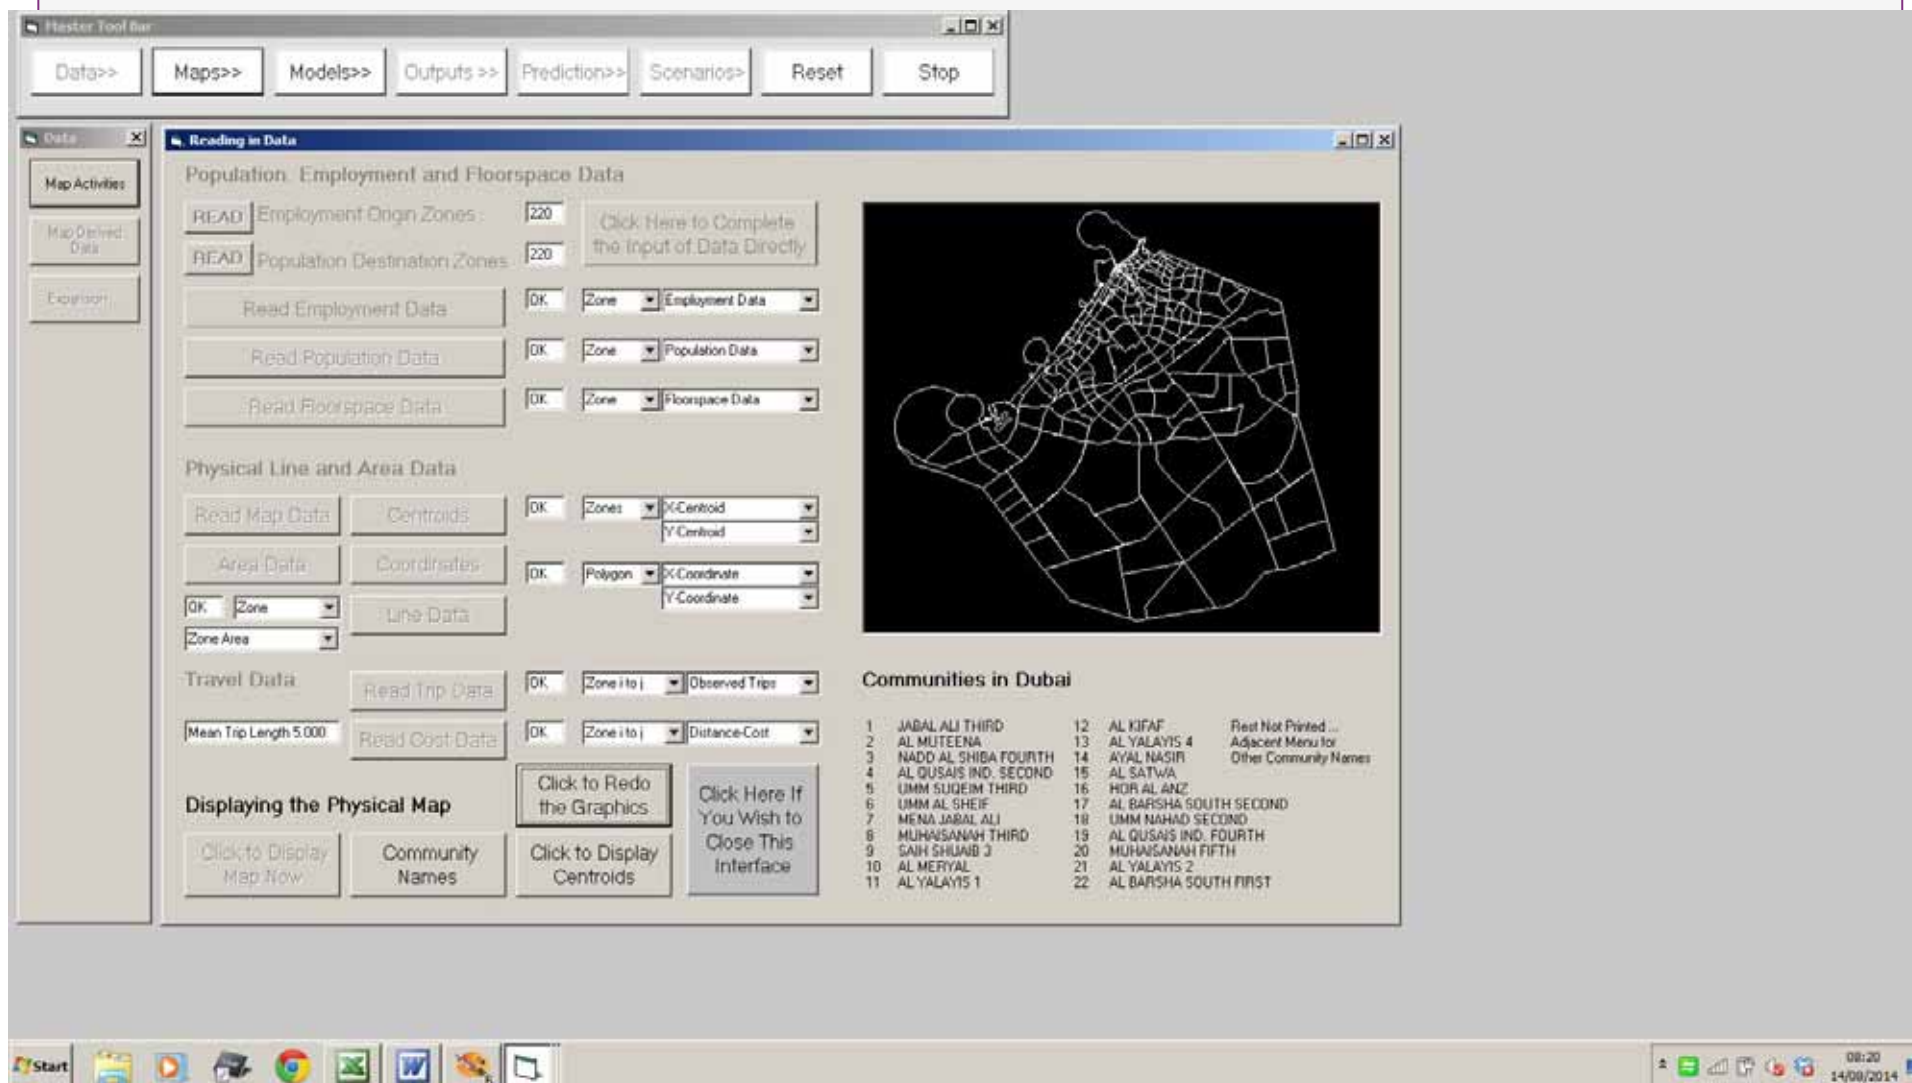 Master Tool Bar
Data>>
Maps>>
Models>>
Outputs >>
Prediction>>
Scenarios>
Reset
Stop
Data
Map Activities
Map Derived
Data
Expansion
Reading in Data
Population Employment and Floorspace Data
READ
Employment Origin Zones
220
Click Here to Complete
the Input of Data Directly
READ
Population Destination Zones
220
Read Employment Data
OK
Zone
Employment Data
Read Population Data
OK
Zone
Population Data
Read Floorspace Data
OK
Zone
Floorspace Data
Physical Line and Area Data
Read Map Data
Centroids
OK
Zones
X-Centroid
Y-Centroid
Area Data
Coordinates
OK
Polygon
X-Coordinate
Y-Coordinate
OK
Zone
Line Data
Zone Area
Travel Data
Read Trip Data
OK
Zone i to j
Observed Trips
Mean Trip Length 5.000
Read Cost Data
OK
Zone i to j
Distance-Cost
Displaying the Physical Map
Click to Redo
the Graphics
Click Here If
You Wish to
Close This
Interface
Click to Display
Map Now
Community
Names
Click to Display
Centroids
Communities in Dubai
1 JABAL ALI THIRD
2 AL MUTEENA
3 NADD AL SHIBA FOURTH
4 AL QUSAIS IND. SECOND
5 UMM SUQEIM THIRD
6 UMM AL SHEIF
7 MENA JABAL ALI
8 MUHAISANAH THIRD
9 SAIH SHUAIB 3
10 AL MERYAL
11 AL YALAYIS 1
12 AL KIFAF
13 AL YALAYIS 4
14 AYAL NASIR
15 AL SATWA
16 HOR AL ANZ
17 AL BARSHA SOUTH SECOND
18 UMM NAHAD SECOND
19 AL QUSAIS IND. FOURTH
20 MUHAISANAH FIFTH
21 AL YALAYIS 2
22 AL BARSHA SOUTH FIRST
Rest Not Printed ...
Adjacent Menu for
Other Community Names
Start
08:20
14/08/2014